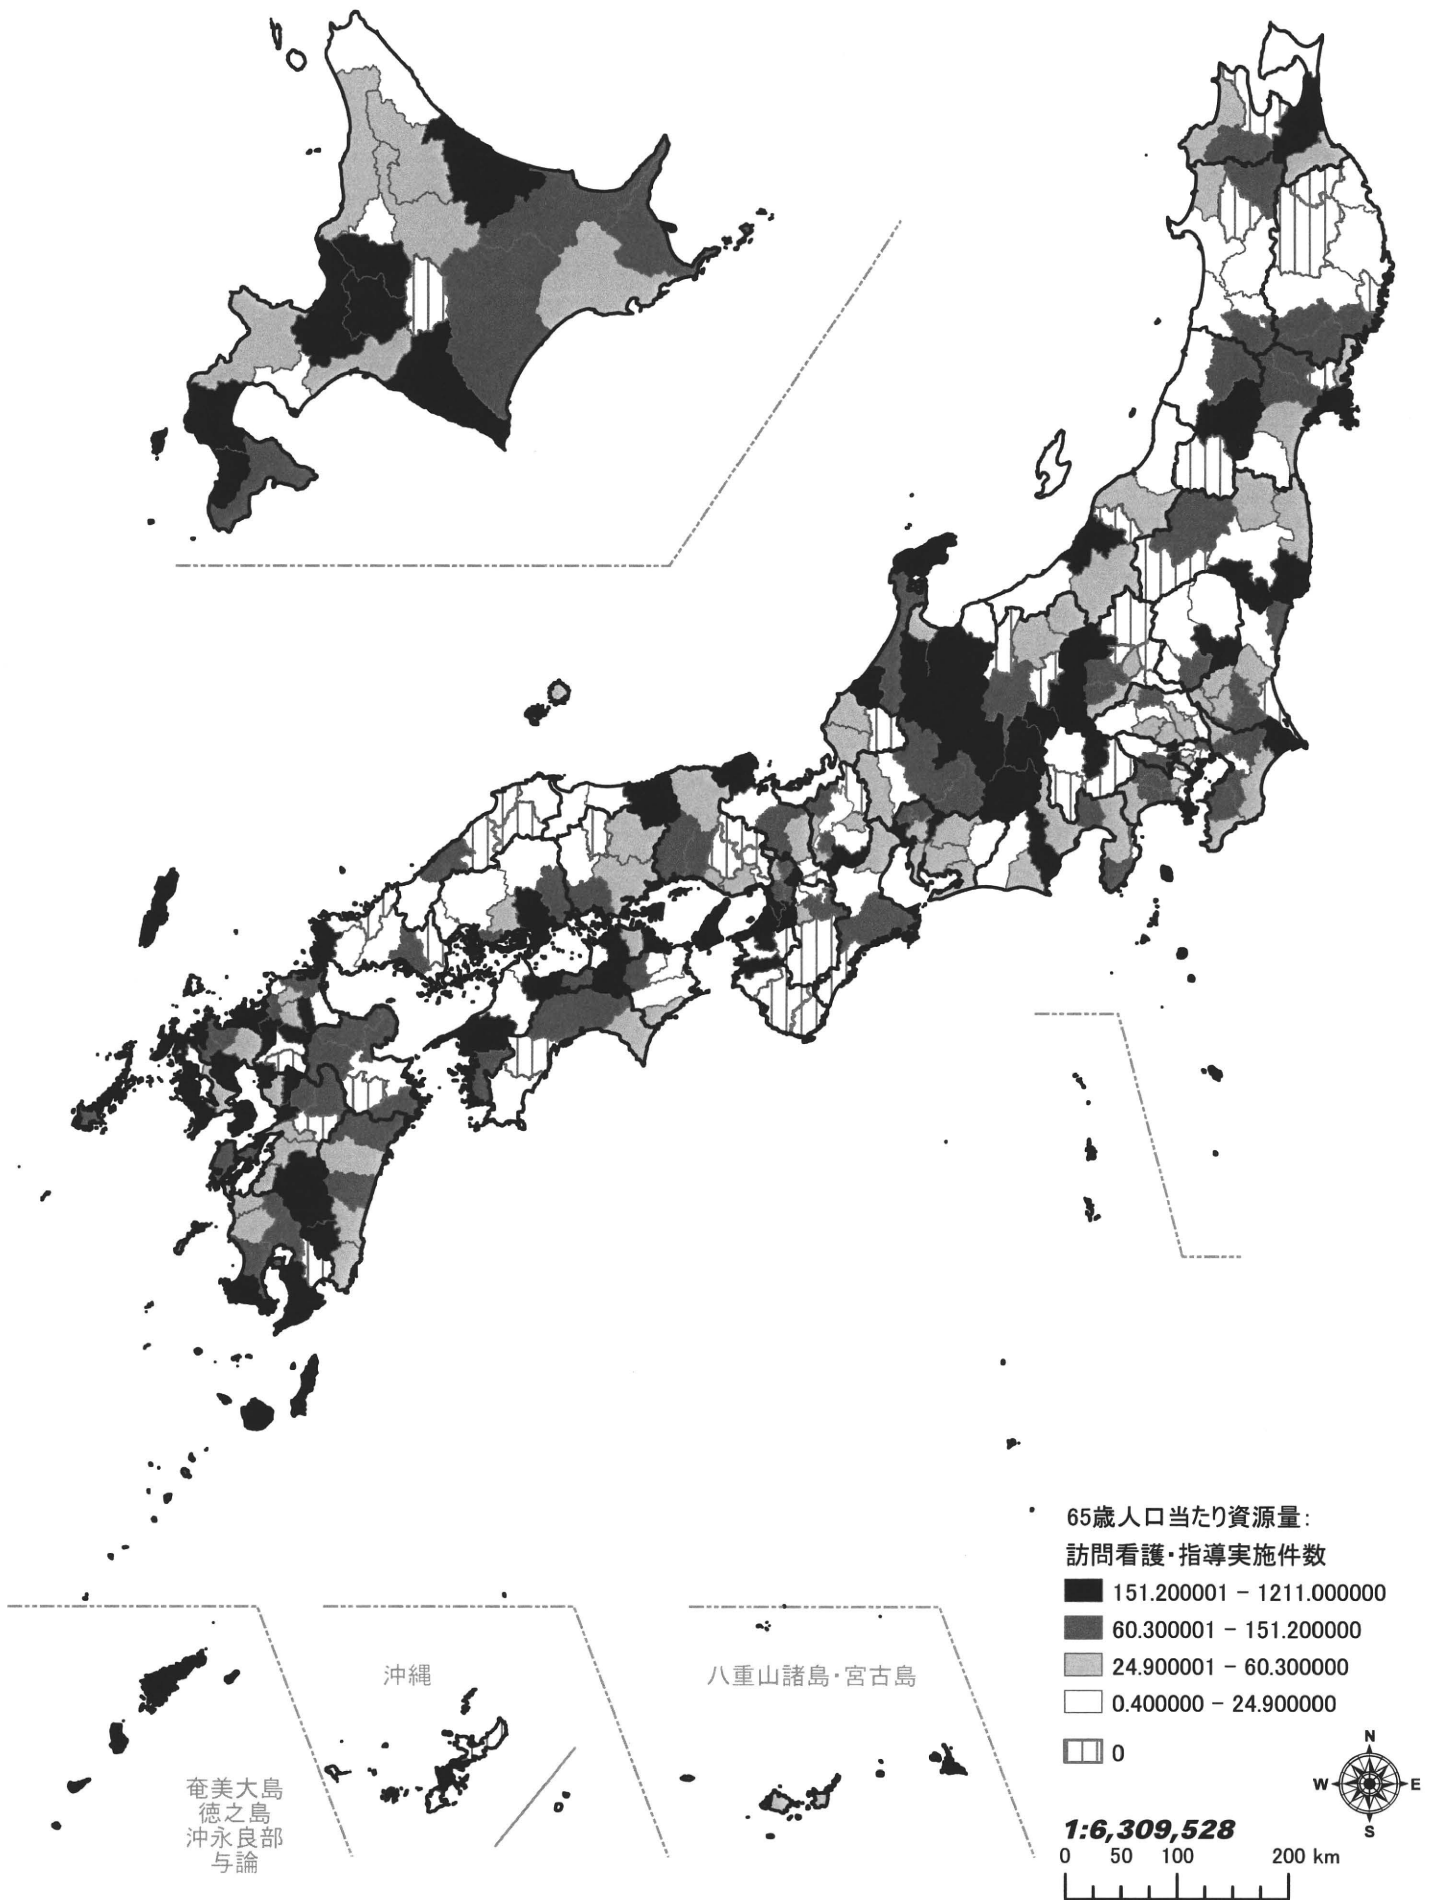 65歳人口当たり資源量:
訪問看護・指導実施件数
151.200001 - 1211.000000
60.300001 - 151.200000
24.900001 - 60.300000
0.400000 - 24.900000
0
沖縄
八重山諸島・宮古島
奄美大島
徳之島
沖永良部
与論
N
W
E
S
1:6,309,528
0 50 100 200 km